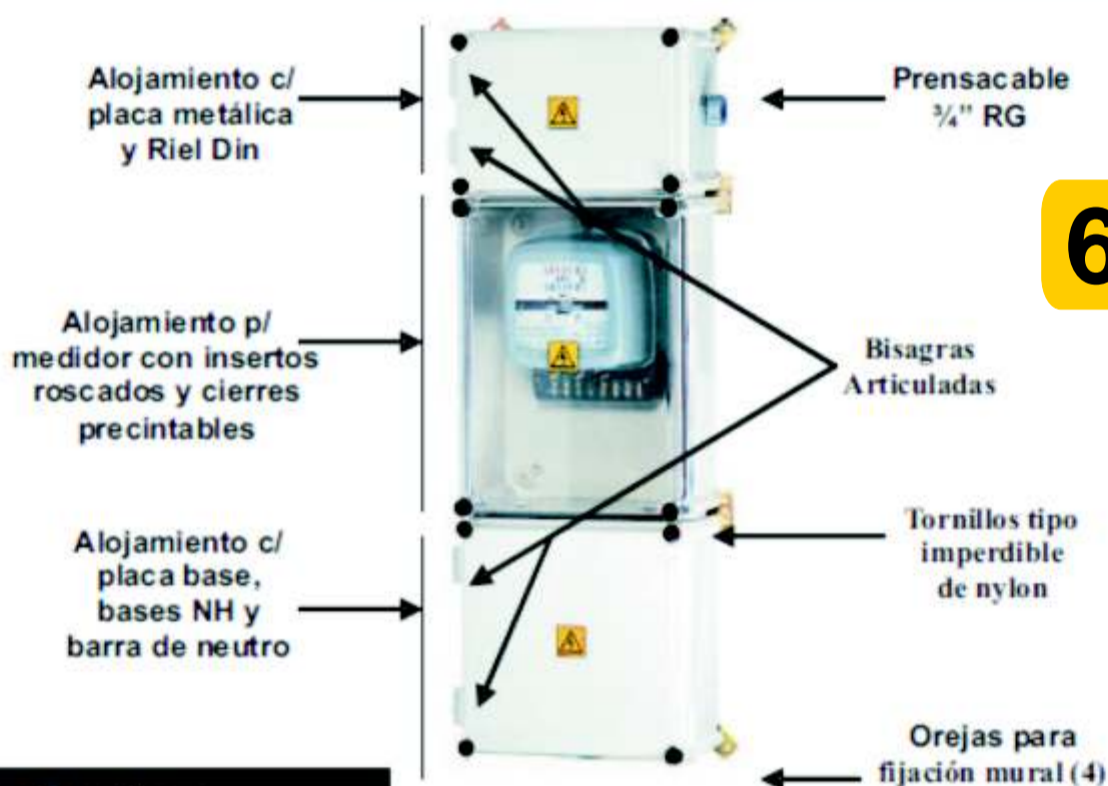 Alojamiento c/
placa metálica
y Riel Din
Prensacable
¾” RG
6
Alojamiento p/
medidor con insertos
roscados y cierres
precintables
Bisagras
Articuladas
Alojamiento c/
placa base,
bases NH y
barra de neutro
Tornillos tipo
imperdible
de nylon
Orejas para
fijación mural (4)